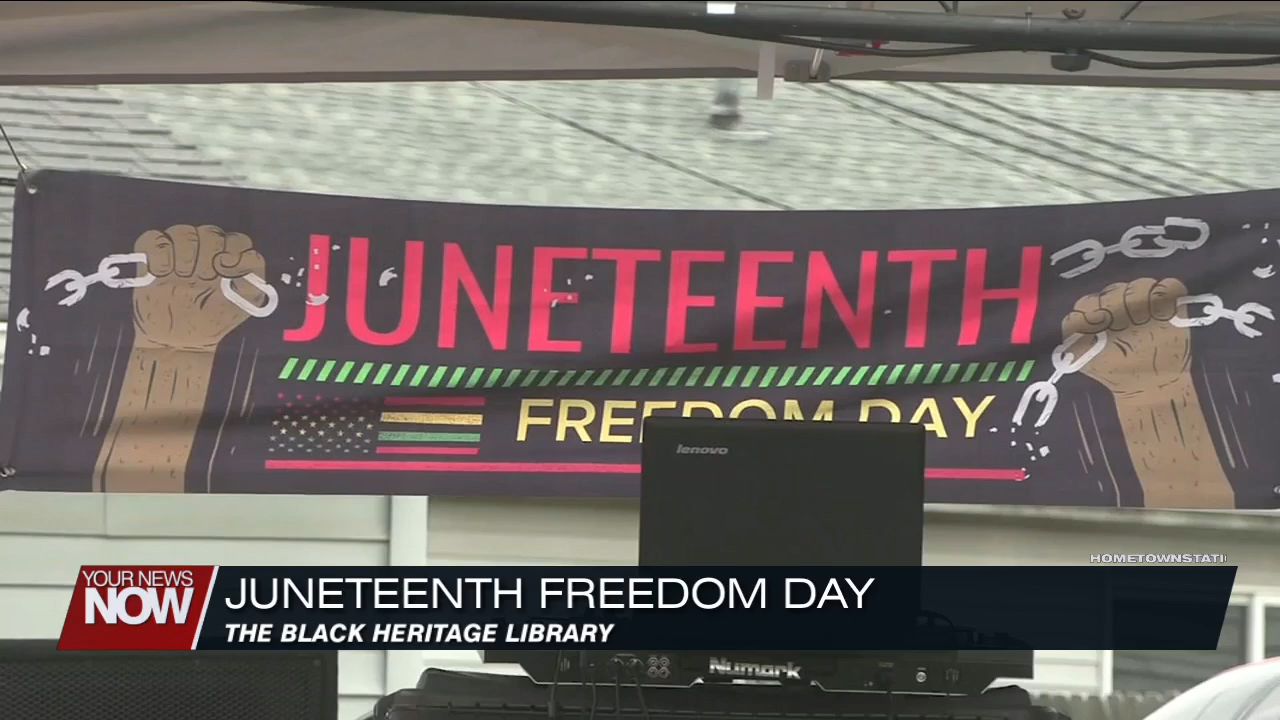 JUNETEENTH
FREEDOM DAY
lenovo
HOMETOWNSTATI
YOUR NEWS
NOW
JUNETEENTH FREEDOM DAY
THE BLACK HERITAGE LIBRARY
Numark